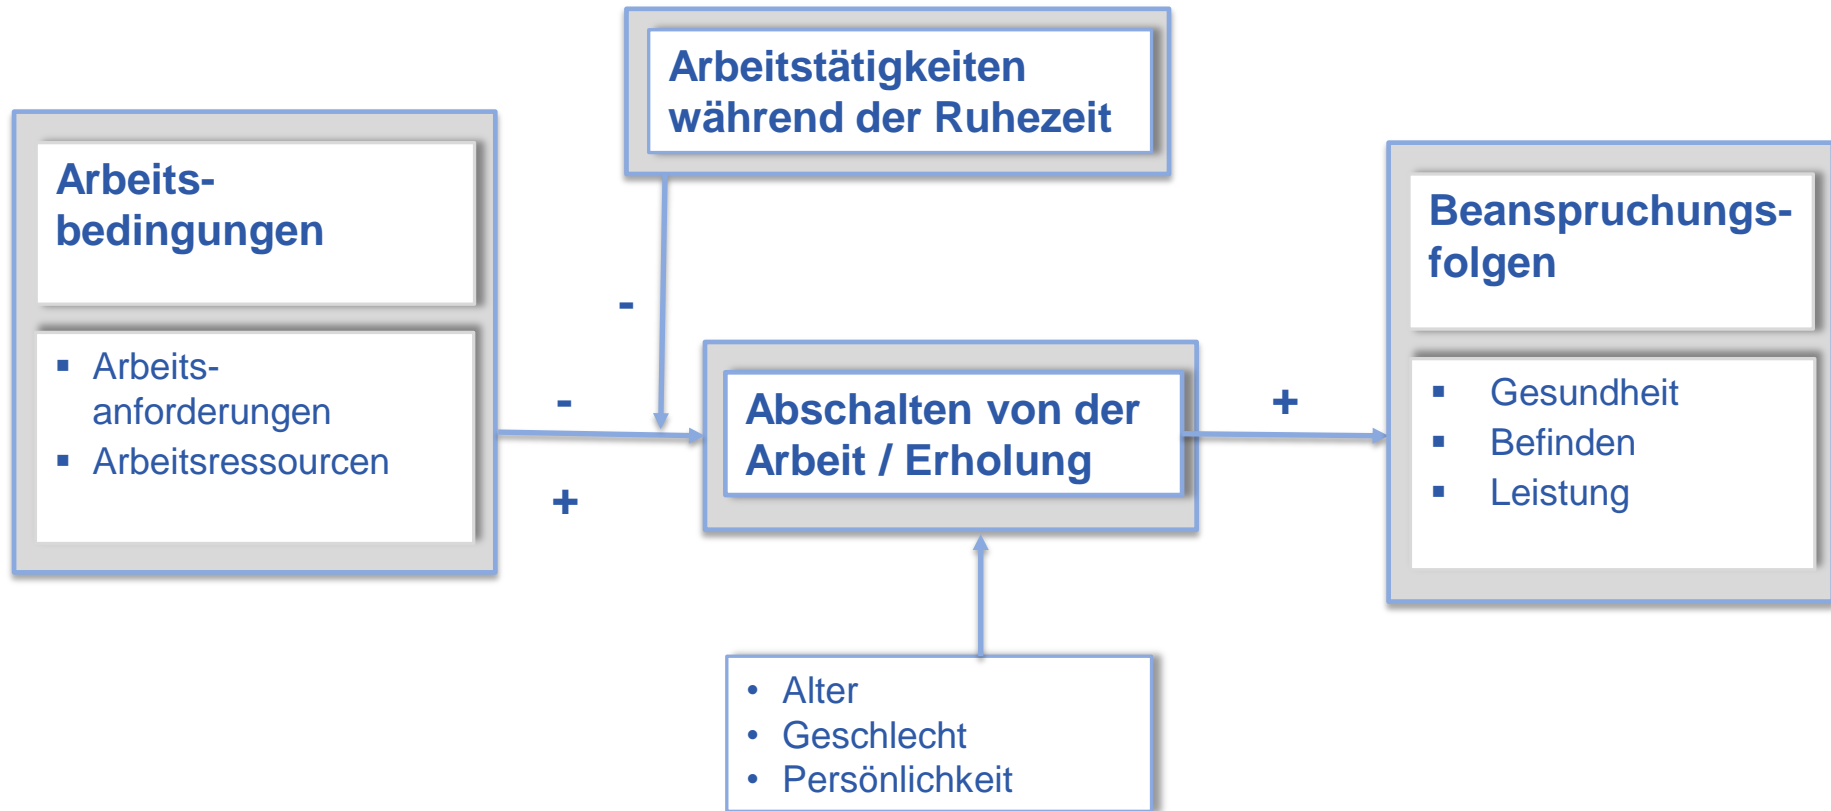 Arbeitstätigkeiten
während der Ruhezeit
Arbeits-
bedingungen
▪ Arbeits-
anforderungen
▪ Arbeitsressourcen
-
-
+
Abschalten von der
Arbeit / Erholung
+
Beanspruchungs-
folgen
▪ Gesundheit
▪ Befinden
▪ Leistung
• Alter
• Geschlecht
• Persönlichkeit